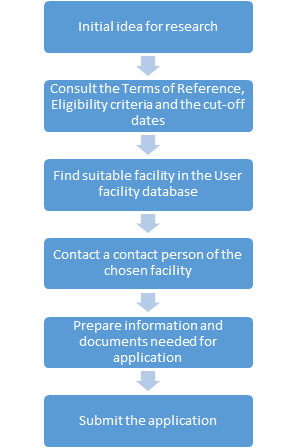 Initial idea for research
Consult the Terms of Reference,
Eligibility criteria and the cut-off
dates
Find suitable facility in the User
facility database
Contact a contact person of the
chosen facility
Prepare information and
documents needed for
application
Submit the application